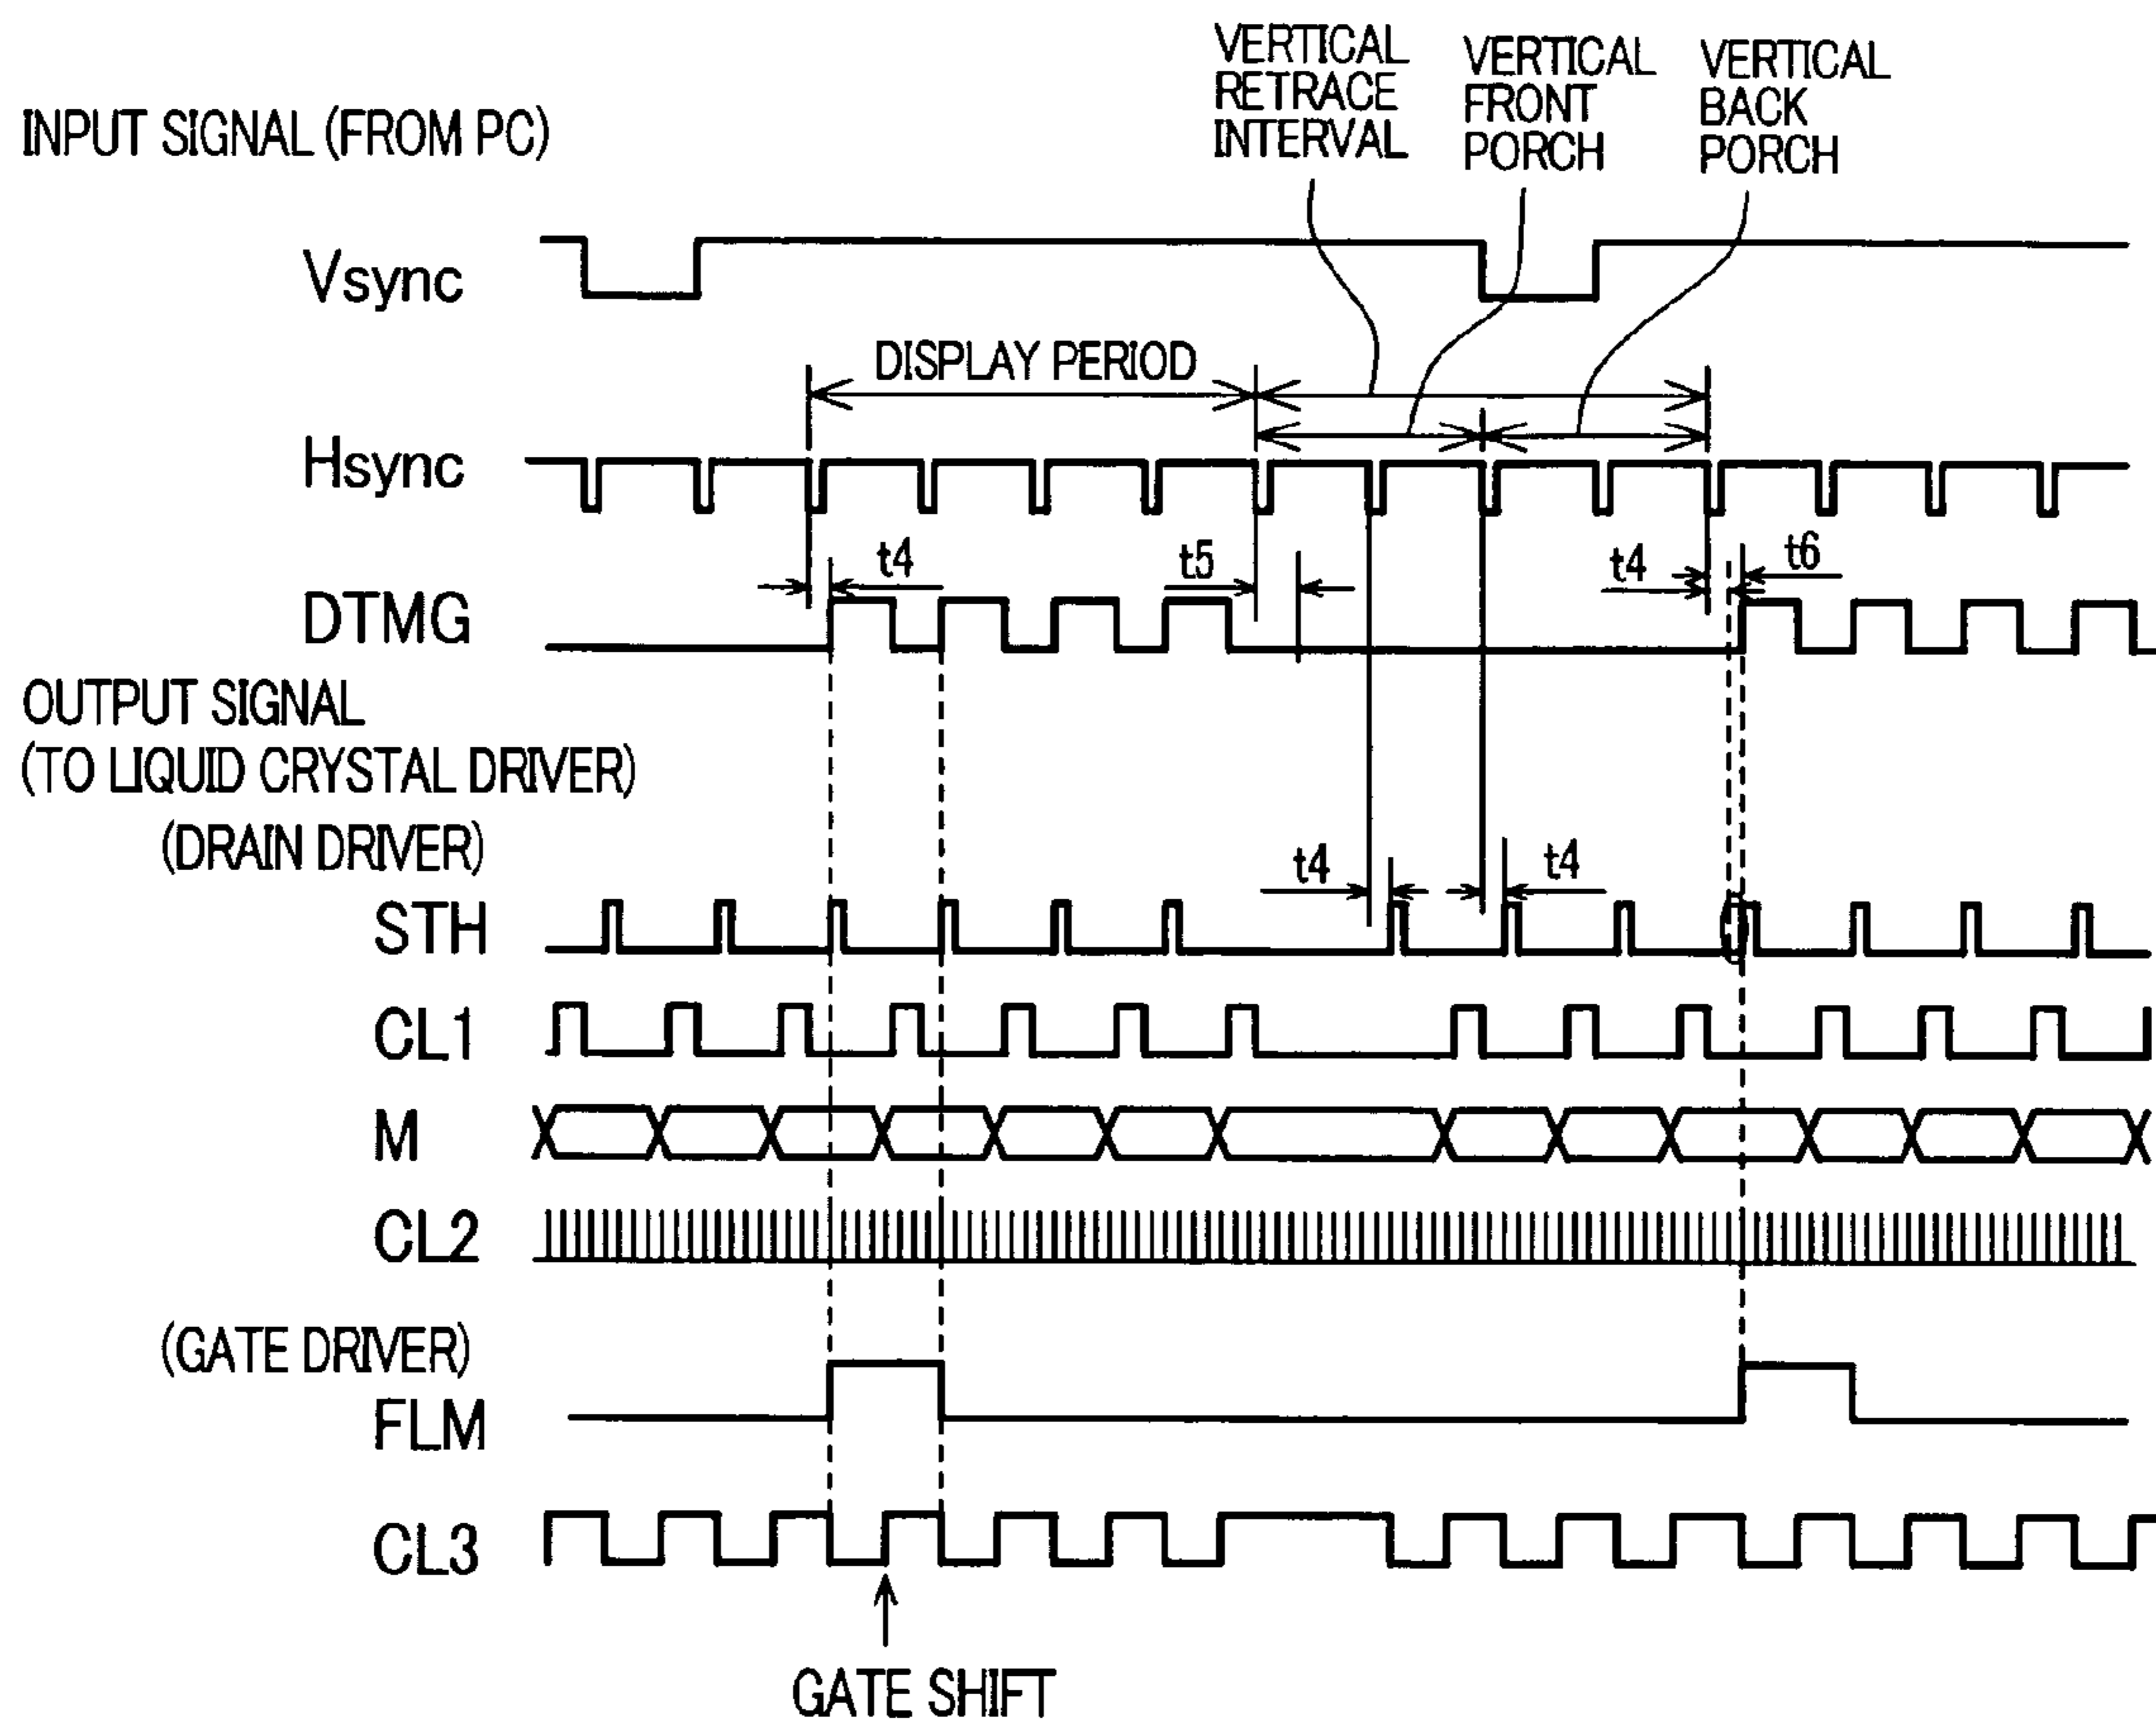 VERTICAL
RETRACE
INTERVAL
VERTICAL
FRONT
PORCH
VERTICAL
BACK
PORCH
INPUT SIGNAL (FROM PC)
Vsync
DISPLAY PERIOD
Hsync
t4
t5
t4
t6
DTMG
OUTPUT SIGNAL
(TO LIQUID CRYSTAL DRIVER)
(DRAIN DRIVER)
t4
t4
STH
CL1
M
CL2
(GATE DRIVER)
FLM
CL3
GATE SHIFT